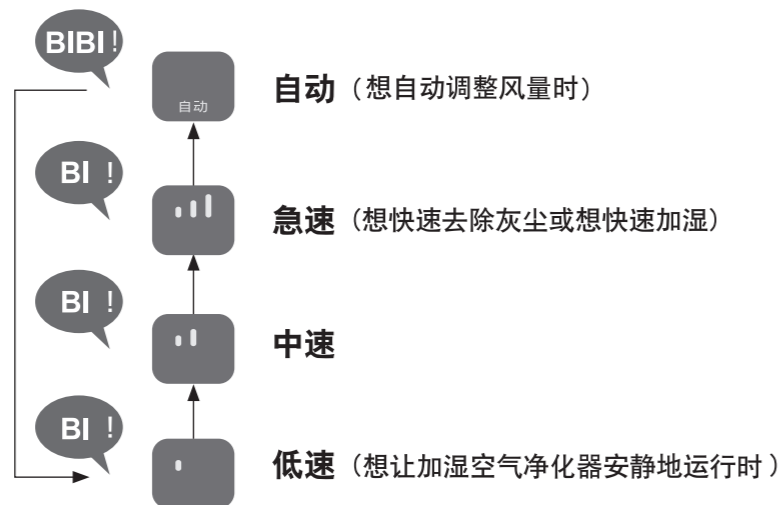 BIBI!
自动
自动（想自动调整风量时）
BI !
急速（想快速去除灰尘或想快速加湿）
BI !
中速
BI !
低速（想让加湿空气净化器安静地运行时）